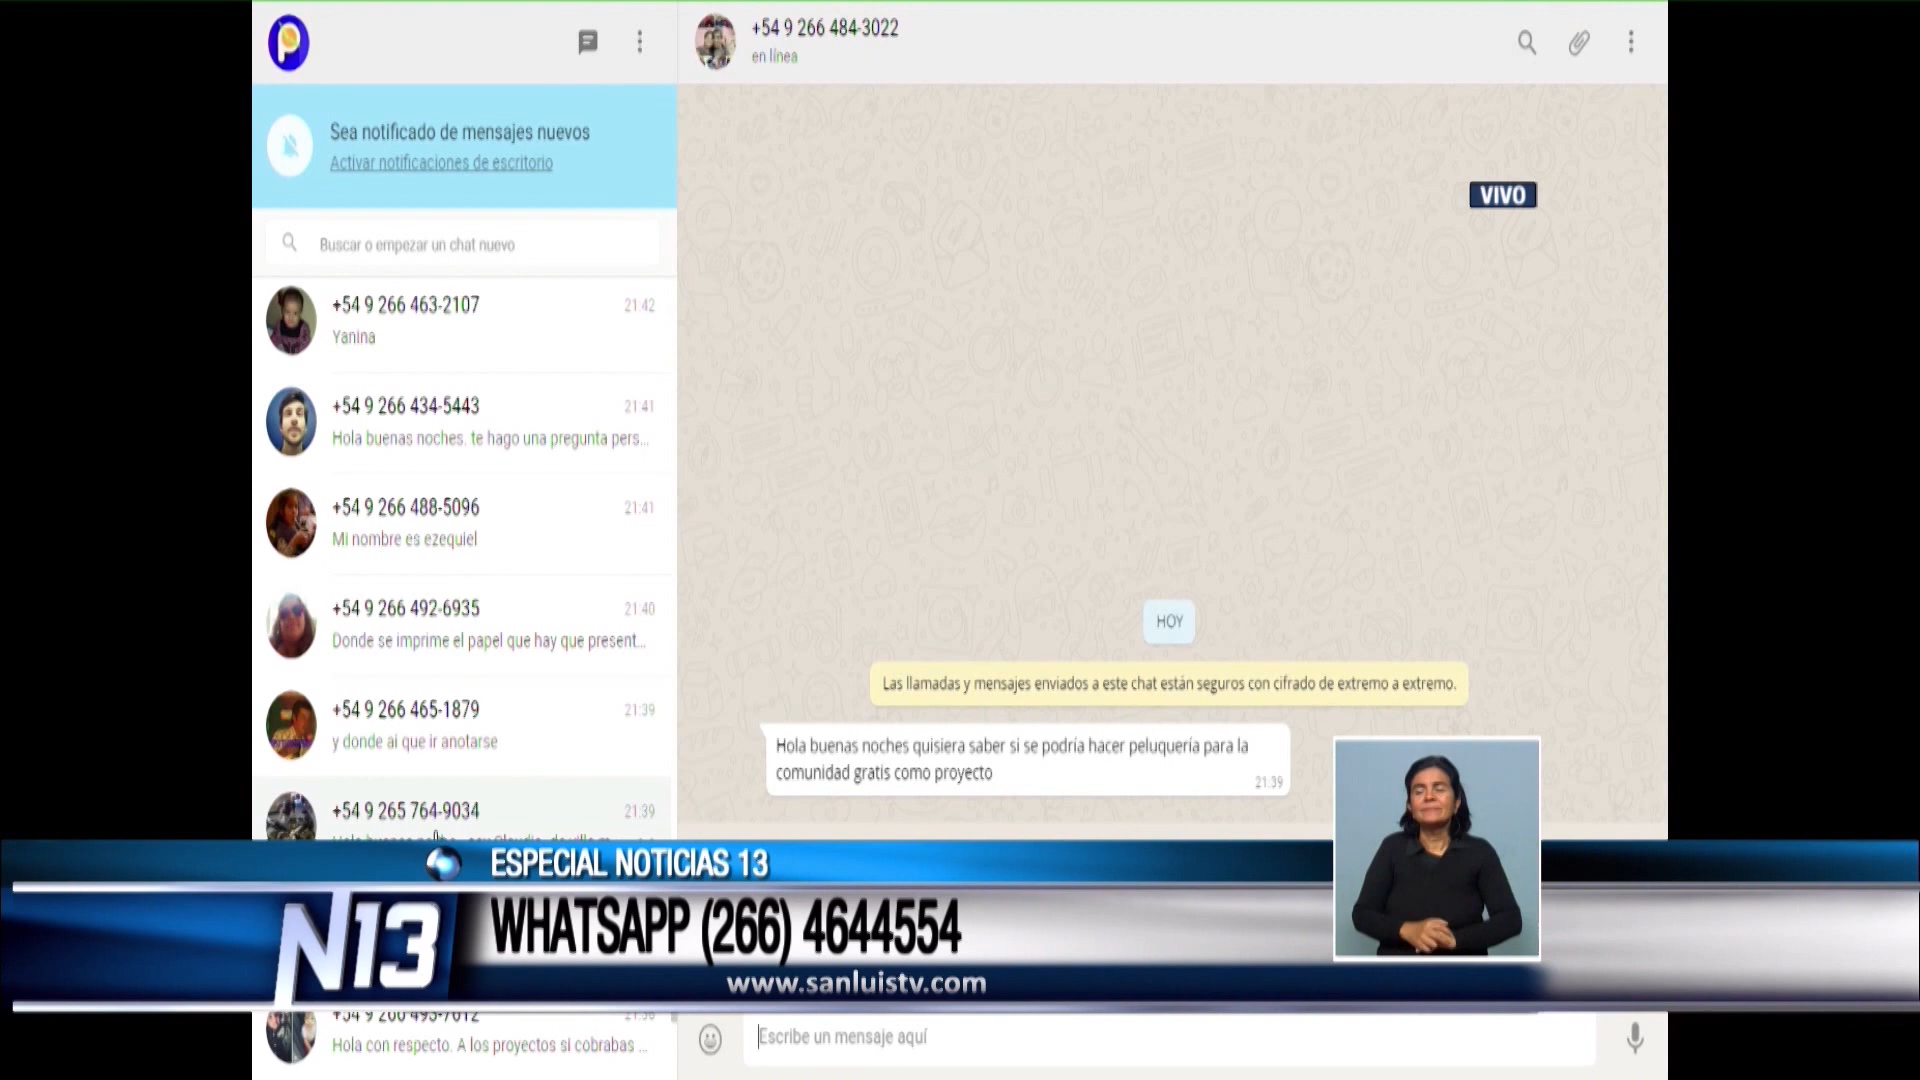 +54 9 266 484-3022
en línea
Sea notificado de mensajes nuevos
Activar notificaciones de escritorio
VIVO
Buscar o empezar un chat nuevo
+54 9 266 463-2107 21:42
Yanina
+54 9 266 434-5443 21:41
Hola buenas noches. te hago una pregunta pers...
+54 9 266 488-5096 21:41
Mi nombre es ezequiel
+54 9 266 492-6935 21:40
Donde se imprime el papel que hay que present...
+54 9 266 465-1879 21:39
y donde ai que ir anotarse
+54 9 265 764-9034 21:39
HOY
Las llamadas y mensajes enviados a este chat están seguros con cifrado de extremo a extremo.
Hola buenas noches quisiera saber si se podría hacer peluquería para la
comunidad gratis como proyecto
21:39
ESPECIAL NOTICIAS 13
N13
WHATSAPP (266) 4644554
www.sanluistv.com
Hola con respecto. A los proyectos si cobrabas ...
Escribe un mensaje aquí